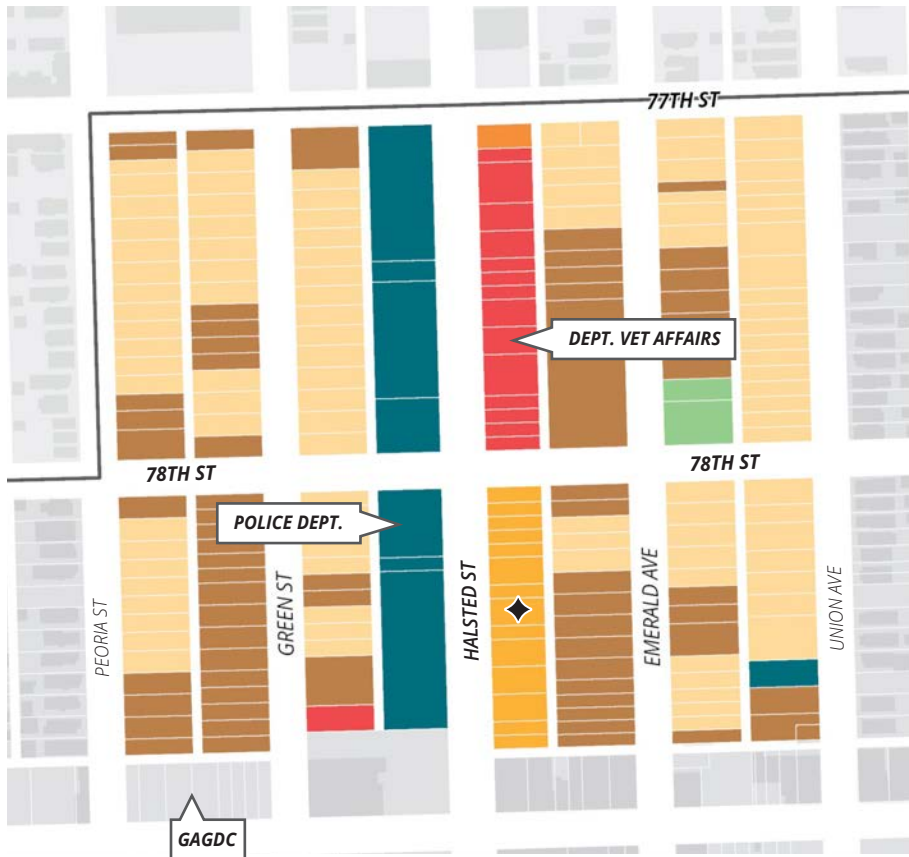 77TH ST
DEPT. VET AFFAIRS
78TH ST
78TH ST
POLICE DEPT.
PEORIA ST
GREEN ST
HALSTED ST
EMERALD AVE
UNION AVE
GAGDC